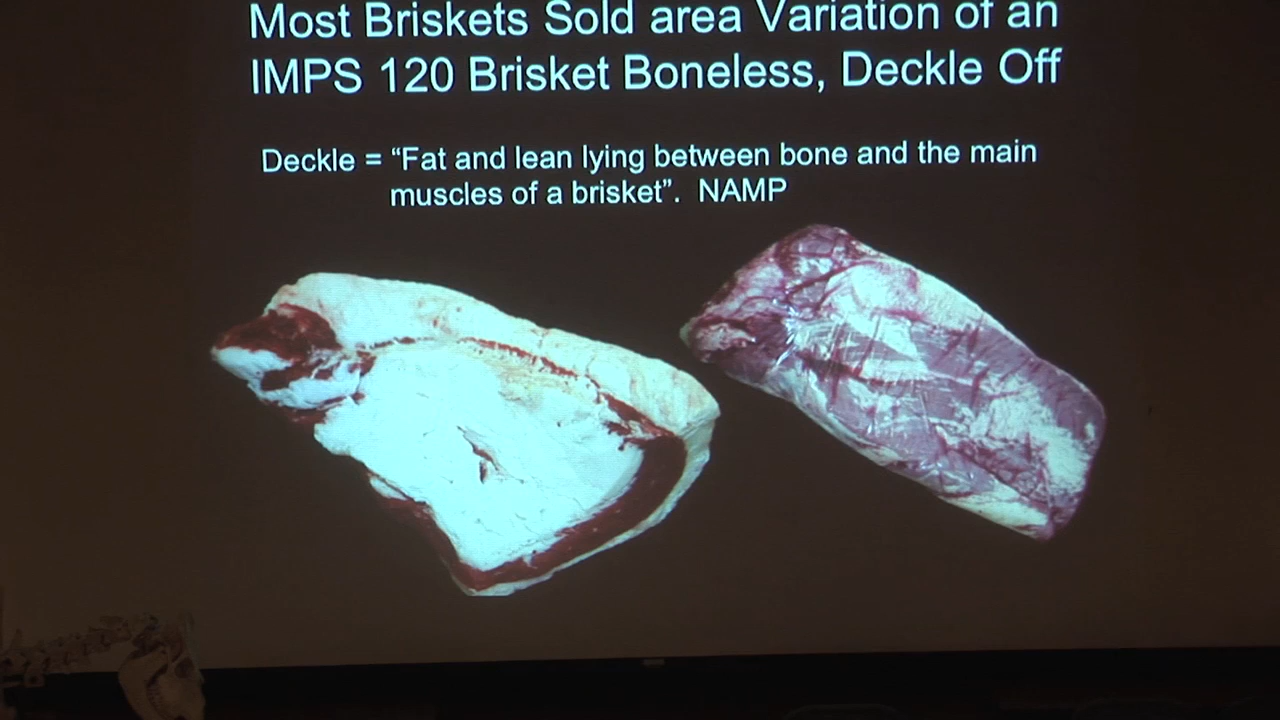 Most Briskets Sold area Variation of an
IMPS 120 Brisket Boneless, Deckle Off
Deckle = “Fat and lean lying between bone and the main
muscles of a brisket”. NAMP